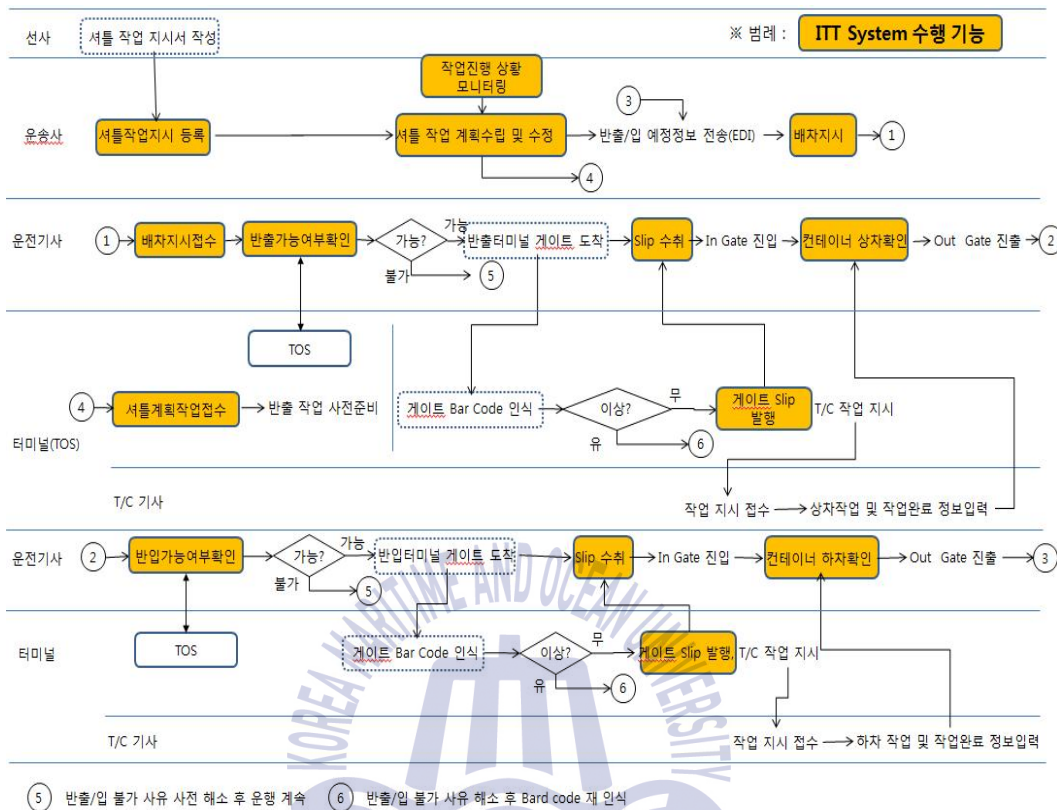 선사
셔틀 작업 지시서 작성
※ 범례 :
ITT System 수행 기능
작업진행 상황
모니터링
③
운송사
셔틀작업지시 등록
셔틀 작업 계획수립 및 수정
반출/입 예정정보 전송(EDI)
배차지시
①
④
운전기사
①
배차지시접수
반출가능여부확인
가능?
가능
반출터미널 게이트 도착
Slip 수취
In Gate 진입
컨테이너 상차확인
Out Gate 진출
②
불가
⑤
TOS
④
셔틀계획작업접수
반출 작업 사전준비
게이트 Bar Code 인식
이상?
무
게이트 Slip
발행
T/C 작업 지시
유
⑥
터미널(TOS)
T/C 기사
작업 지시 접수
상차작업 및 작업완료 정보입력
운전기사
②
반입가능여부확인
가능?
가능
반입터미널 게이트 도착
Slip 수취
In Gate 진입
컨테이너 하차확인
Out Gate 진출
③
불가
⑤
터미널
TOS
게이트 Bar Code 인식
이상?
무
게이트 Slip 발행, T/C 작업 지시
유
⑥
T/C 기사
작업 지시 접수
하차 작업 및 작업완료 정보입력
⑤ 반출/입 불가 사유 사전 해소 후 운행 계속
⑥ 반출/입 불가 사유 해소 후 Bard code 재 인식
KOREA MARITIME AND OCEAN UNIVERSITY